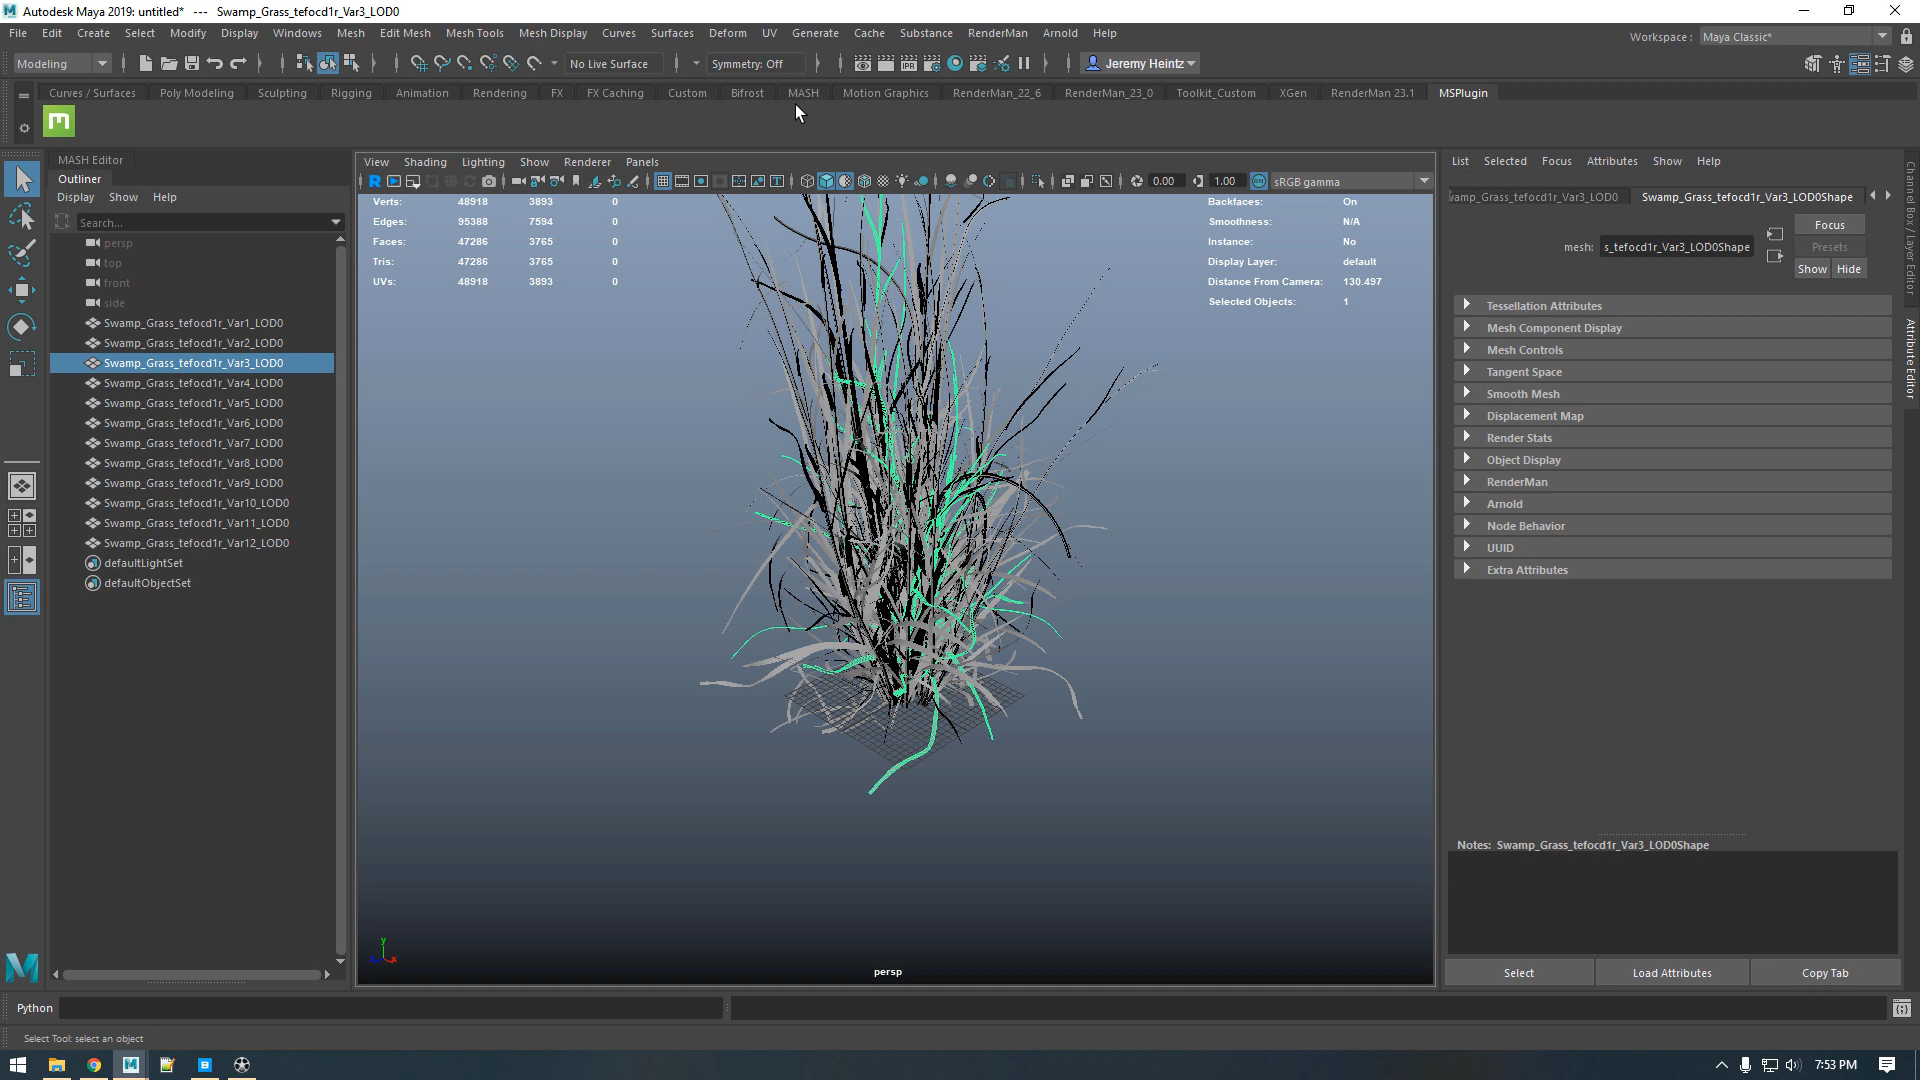 Autodesk Maya 2019: untitled*   ---   Swamp_Grass_tefocd1r_Var3_LOD0
File Edit Create Select Modify Display Windows Mesh Edit Mesh Mesh Tools Mesh Display Curves Surfaces Deform UV Generate Cache Substance RenderMan Arnold Help
Workspace : Maya Classic*
Modeling No Live Surface Symmetry: Off Jeremy Heintz
Curves / Surfaces Poly Modeling Sculpting Rigging Animation Rendering FX FX Caching Custom Bifrost MASH Motion Graphics RenderMan_22_6 RenderMan_23_0 Toolkit_Custom XGen RenderMan 23.1 MSPlugin
MASH Editor
Outliner
Display Show Help
Search...
persp
top
front
side
Swamp_Grass_tefocd1r_Var1_LOD0
Swamp_Grass_tefocd1r_Var2_LOD0
Swamp_Grass_tefocd1r_Var3_LOD0
Swamp_Grass_tefocd1r_Var4_LOD0
Swamp_Grass_tefocd1r_Var5_LOD0
Swamp_Grass_tefocd1r_Var6_LOD0
Swamp_Grass_tefocd1r_Var7_LOD0
Swamp_Grass_tefocd1r_Var8_LOD0
Swamp_Grass_tefocd1r_Var9_LOD0
Swamp_Grass_tefocd1r_Var10_LOD0
Swamp_Grass_tefocd1r_Var11_LOD0
Swamp_Grass_tefocd1r_Var12_LOD0
defaultLightSet
defaultObjectSet
View Shading Lighting Show Renderer Panels
0.00 1.00 ON sRGB gamma
Verts: 48918 3893 0
Edges: 95388 7594 0
Faces: 47286 3765 0
Tris: 47286 3765 0
UVs: 48918 3893 0
Backfaces: On
Smoothness: N/A
Instance: No
Display Layer: default
Distance From Camera: 130.497
Selected Objects: 1
y
x
persp
List Selected Focus Attributes Show Help
wamp_Grass_tefocd1r_Var3_LOD0 Swamp_Grass_tefocd1r_Var3_LOD0Shape
Focus
mesh: s_tefocd1r_Var3_LOD0Shape Presets
Show Hide
Tessellation Attributes
Mesh Component Display
Mesh Controls
Tangent Space
Smooth Mesh
Displacement Map
Render Stats
Object Display
RenderMan
Arnold
Node Behavior
UUID
Extra Attributes
Notes: Swamp_Grass_tefocd1r_Var3_LOD0Shape
Select Load Attributes Copy Tab
Channel Box / Layer Editor
Attribute Editor
Python
Select Tool: select an object
7:53 PM